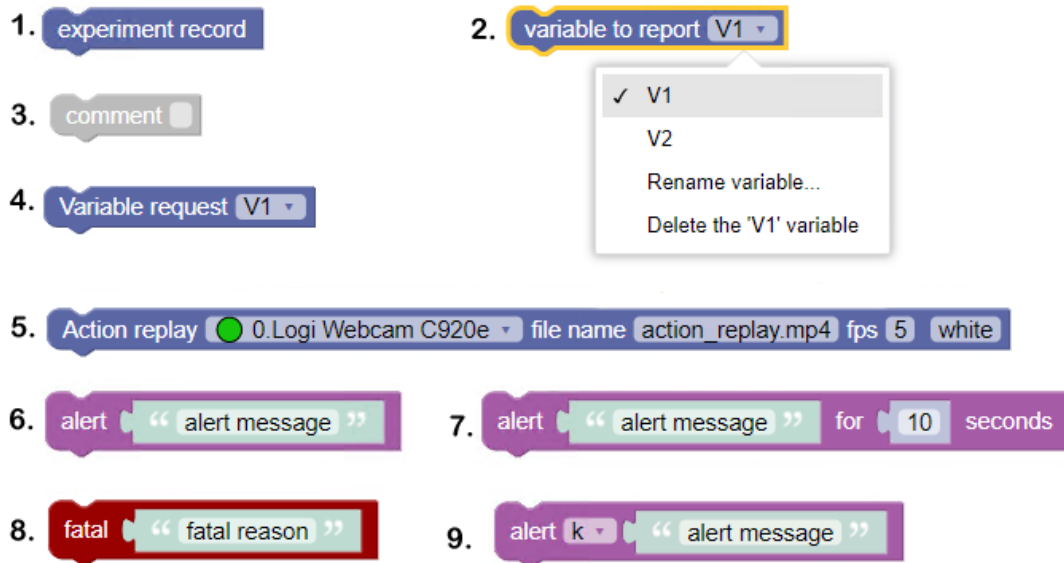 1. experiment record
2. variable to report V1
✓ V1
V2
Rename variable...
Delete the 'V1' variable
3. comment
4. Variable request V1
5. Action replay 0.Logi Webcam C920e file name action_replay.mp4 fps 5 white
6. alert “ alert message ”
7. alert “ alert message ” for 10 seconds
8. fatal “ fatal reason ”
9. alert k “ alert message ”